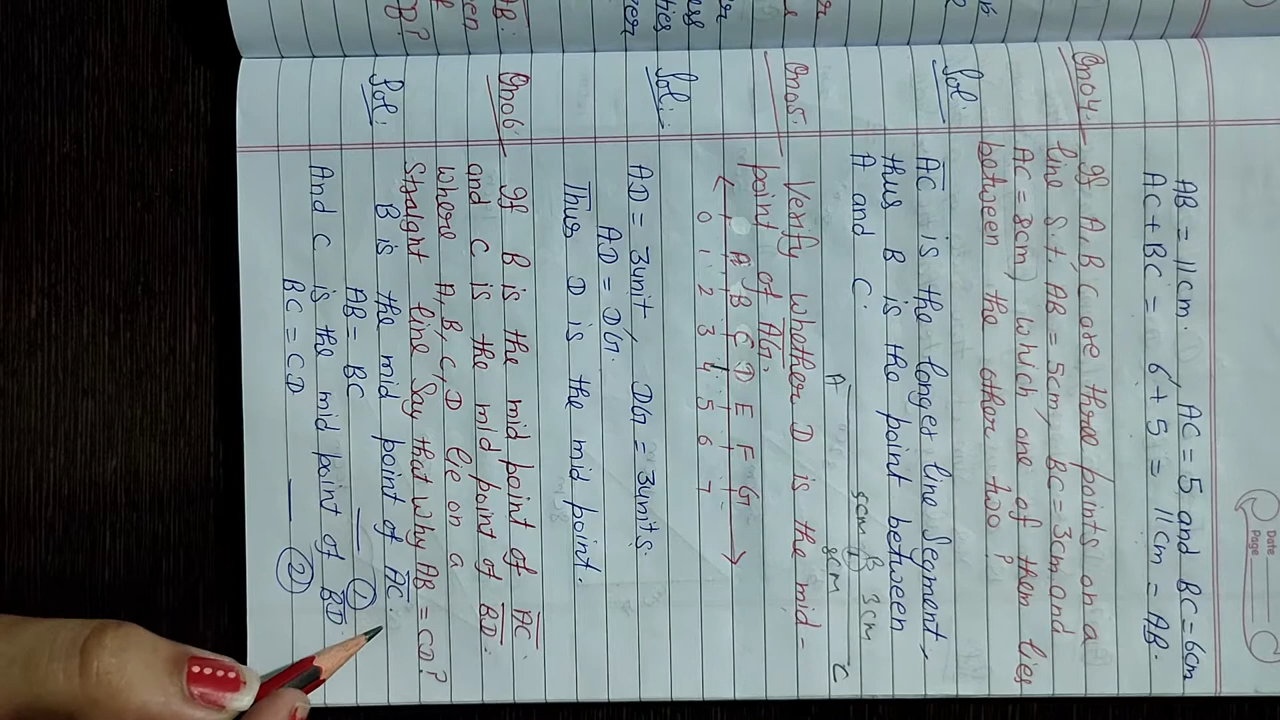 Date
Page
AB = 11cm. , AC = 5 and BC = 6cm
AC + BC = 6 + 5 = 11cm = AB.
Qno4. If A, B, C are three points on a
line S.t. AB = 5cm, BC = 3cm and
AC = 8cm) which one of them lies
between the other two ?
Sol.
AC is the longer line Segment,
thus B is the point between
A and C.
A 5cm B 3cm C
8cm
Qno5. Verify whether D is the mid-
point of AG.
A B C D E F G
0 1 2 3 4 5 6 7
Sol:-
AD = 3unit , DG = 3units
AD = DG.
Thus D is the mid point.
Qno6. If B is the mid point of AC.
and C is the mid point of BD.
where A, B, C, D lie on a
Straight line Say that why AB = CD?
Sol: B is the mid point of AC.
AB = BC — 1
And C is the mid point of BD.
BC = CD — 2